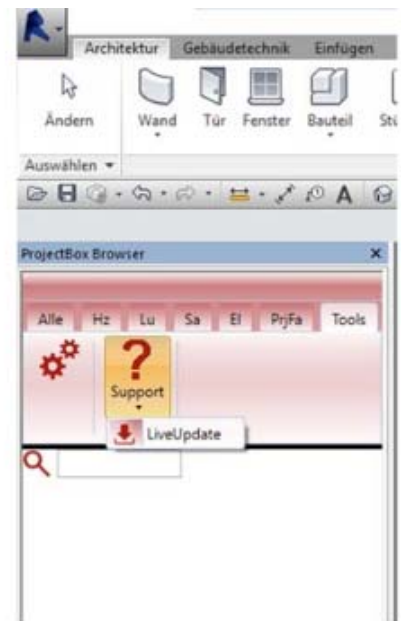 Architektur Gebäudetechnik Einfügen
Ändern Wand Tür Fenster Bauteil
Auswählen
A
ProjectBox Browser
Alle Hz Lu Sa El PrjFa Tools
Support
LiveUpdate